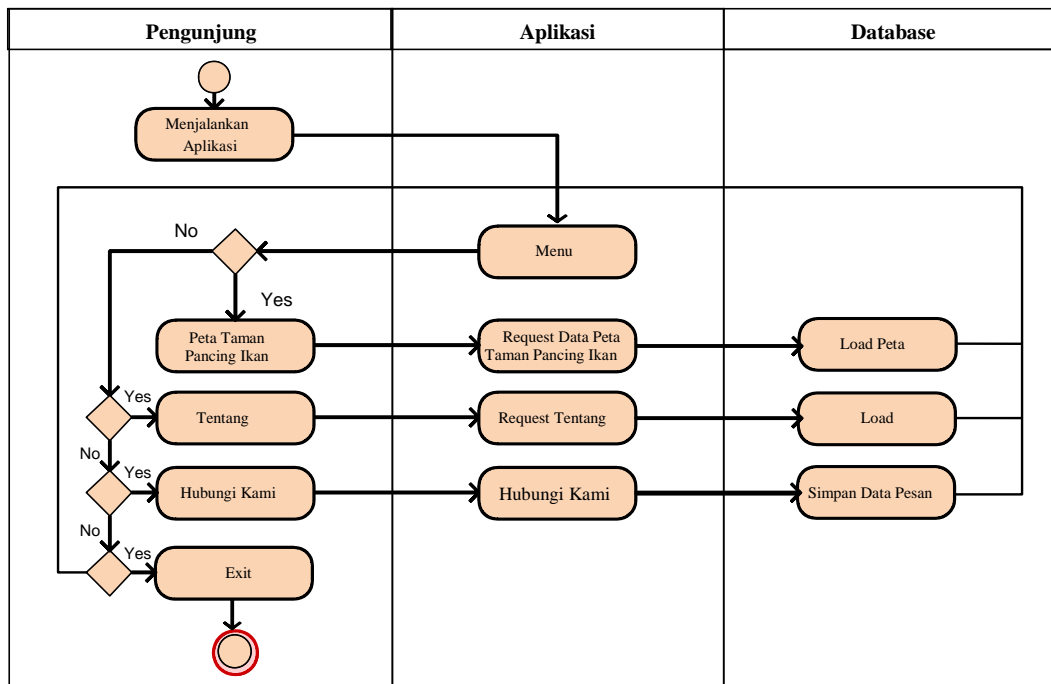 Pengunjung
Aplikasi
Database
Menjalankan
Aplikasi
No
Menu
Yes
Peta Taman
Pancing Ikan
Request Data Peta
Taman Pancing Ikan
Load Peta
Yes
Tentang
Request Tentang
Load
No
Yes
Hubungi Kami
Hubungi Kami
Simpan Data Pesan
No
Yes
Exit